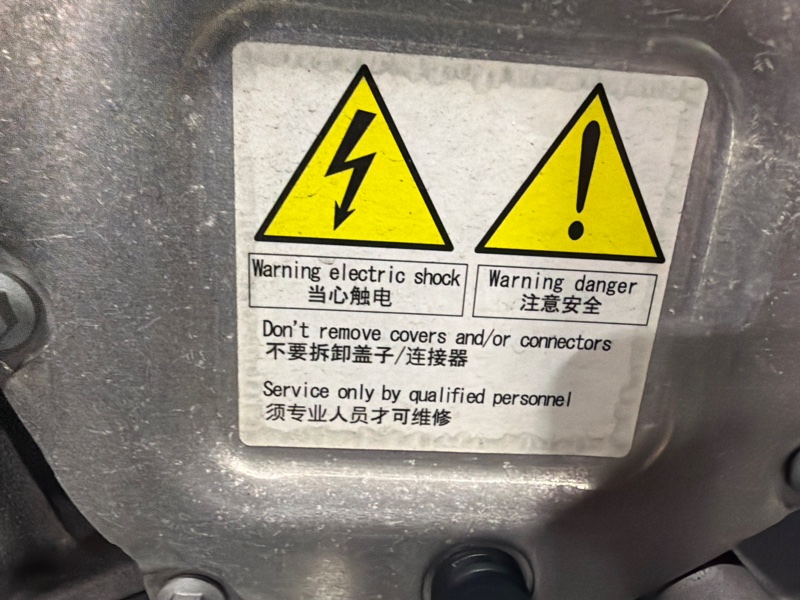 Warning electric shock
当心触电
Warning danger
注意安全
Don't remove covers and/or connectors
不要拆卸盖子/连接器
Service only by qualified personnel
须专业人员才可维修